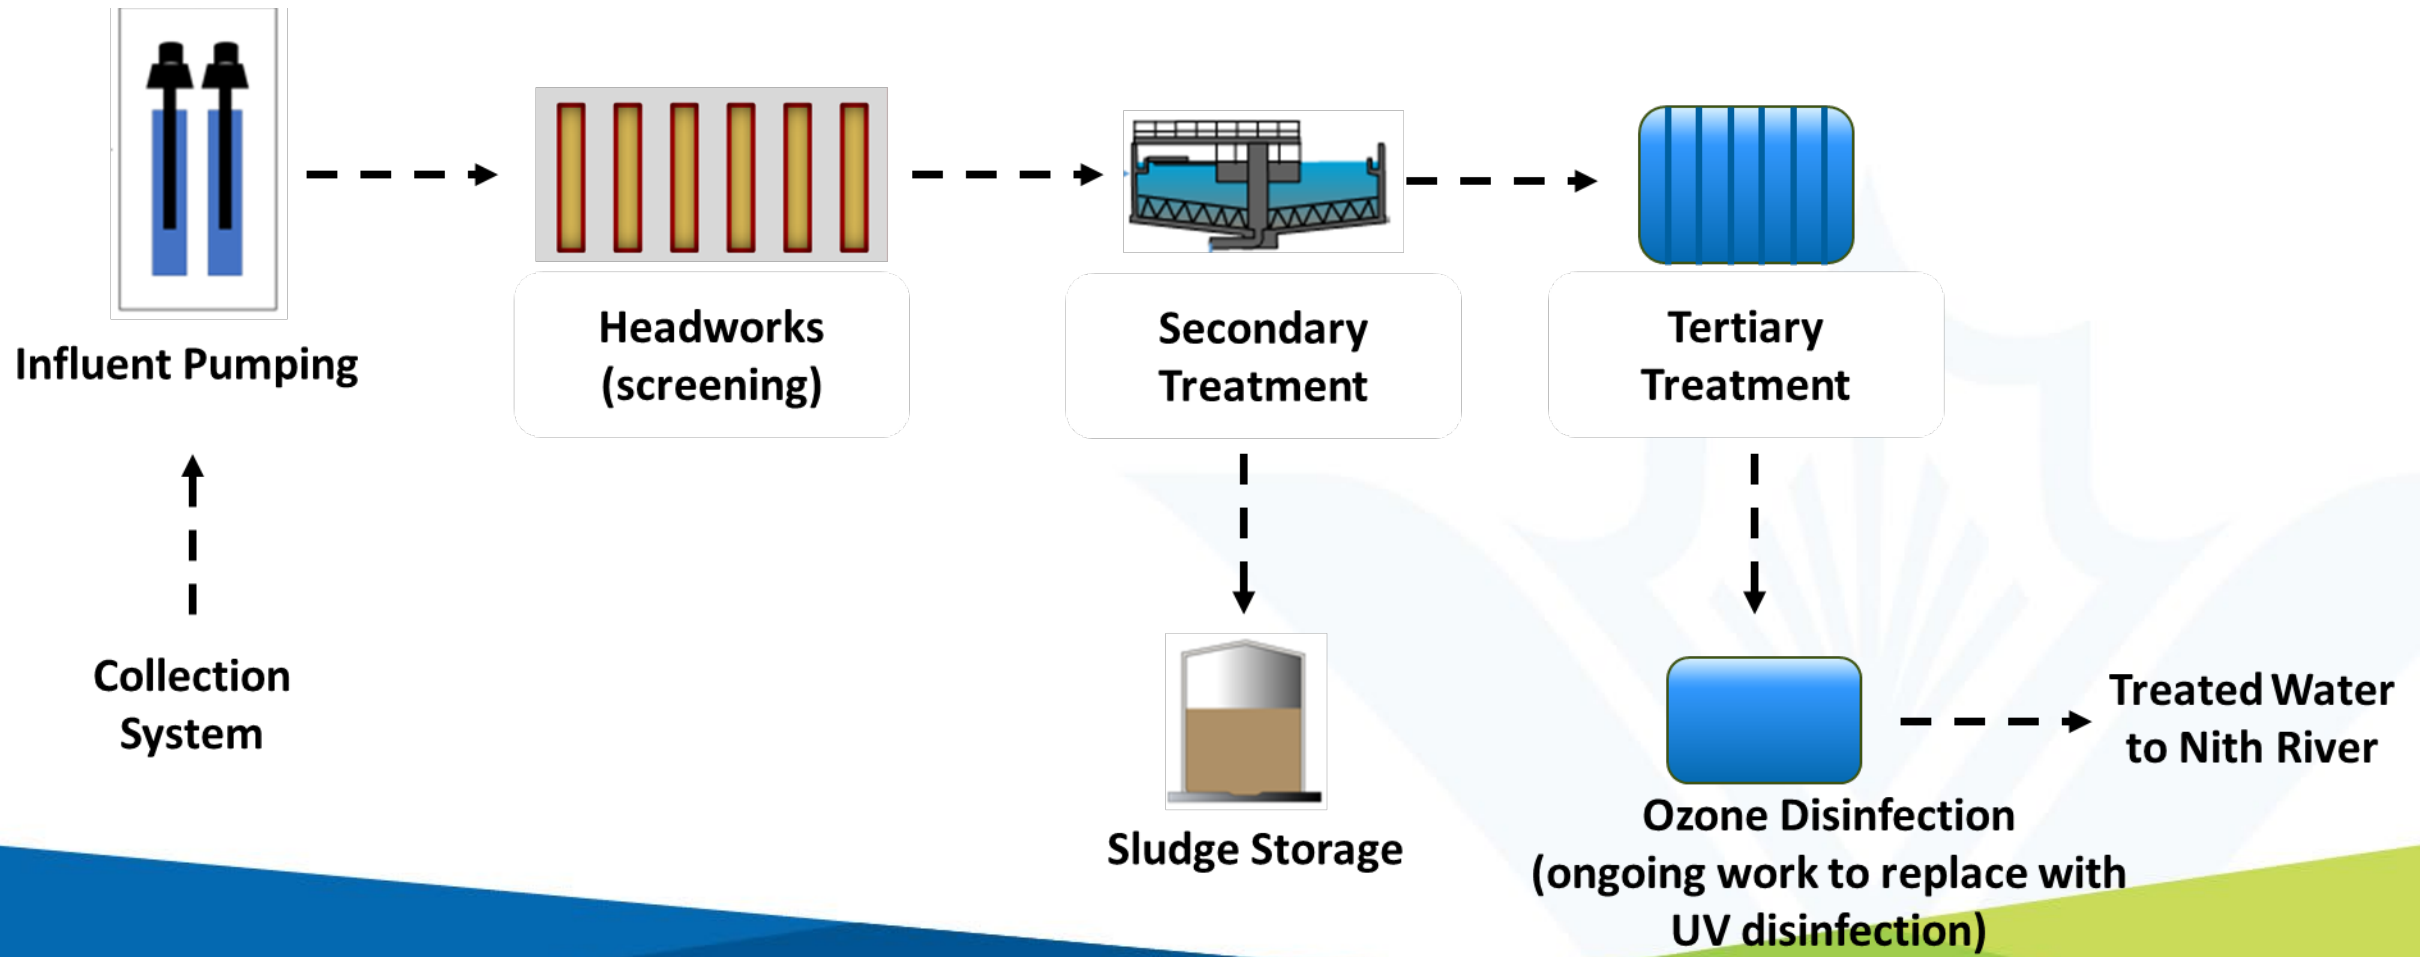 Influent Pumping
Headworks
(screening)
Secondary
Treatment
Tertiary
Treatment
Collection
System
Sludge Storage
Ozone Disinfection
(ongoing work to replace with
UV disinfection)
Treated Water
to Nith River